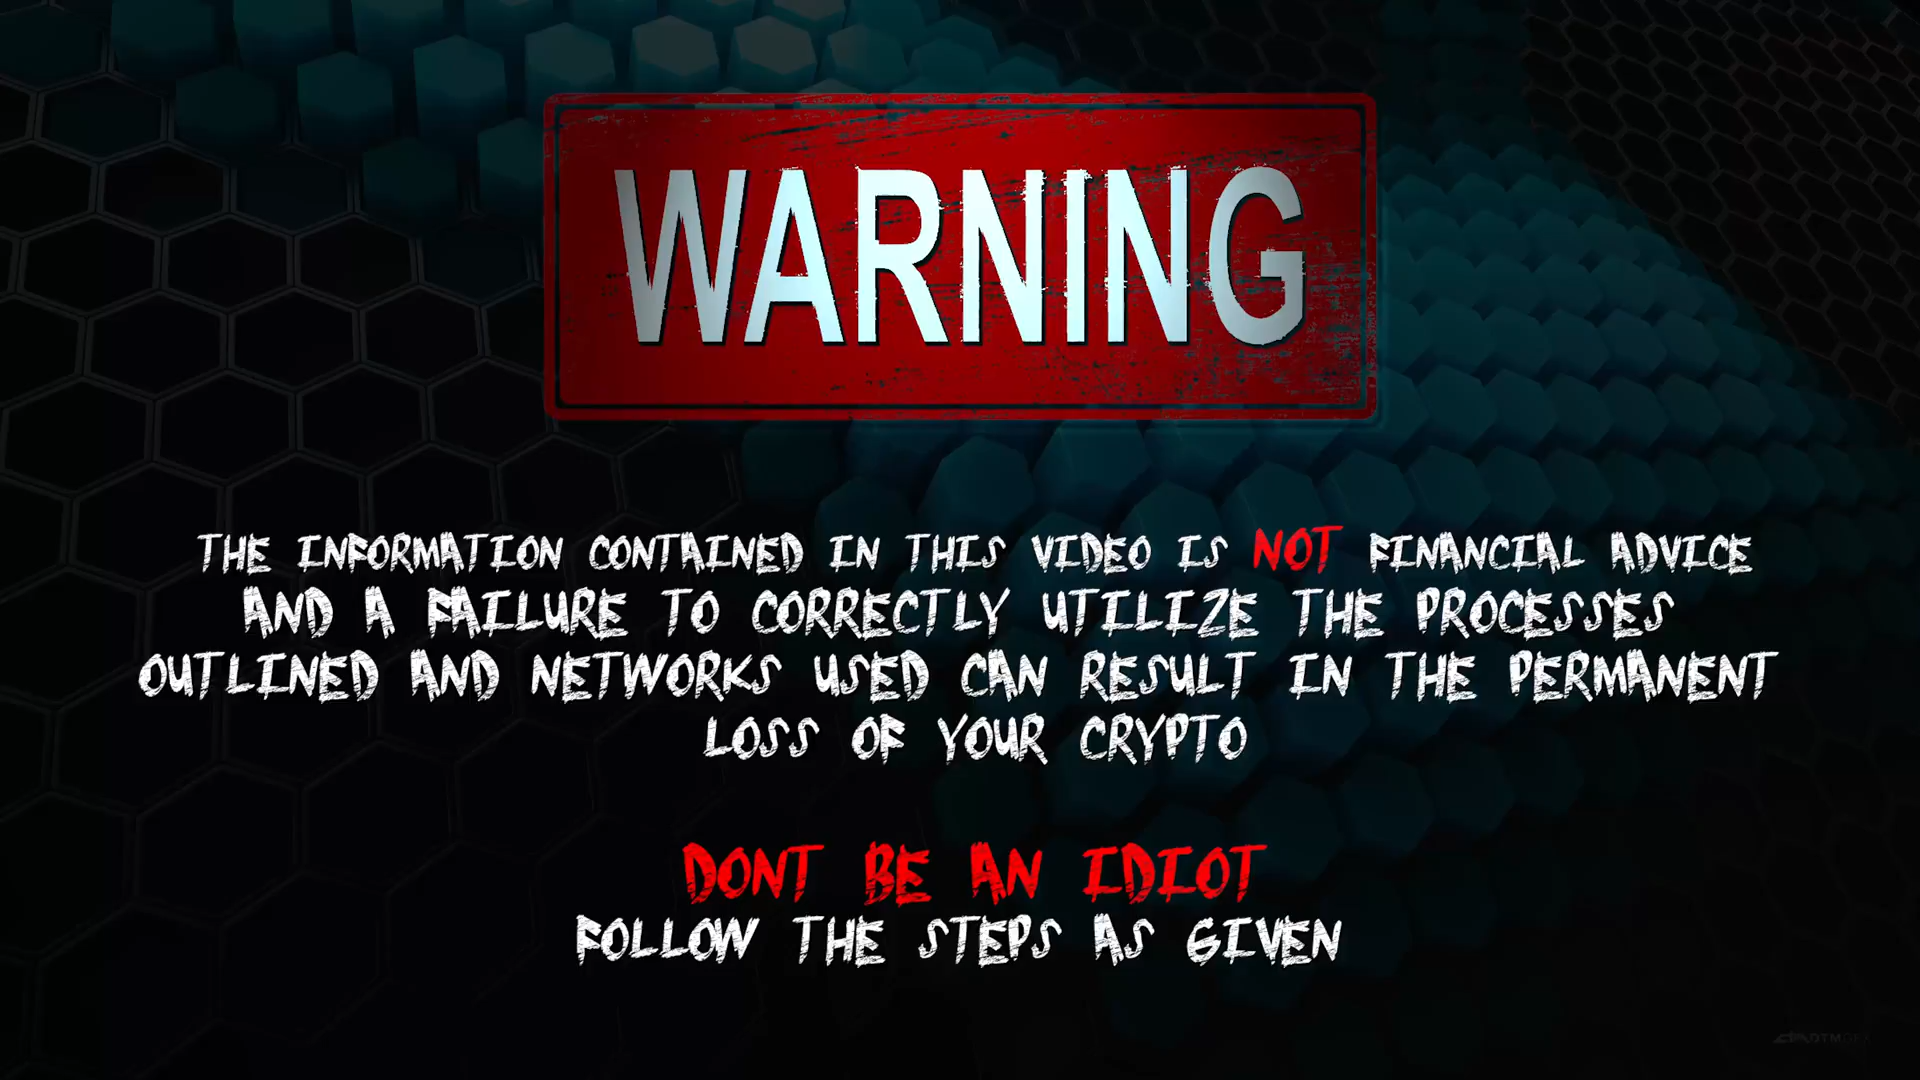 WARNING
THE INFORMATION CONTAINED IN THIS VIDEO IS NOT FINANCIAL ADVICE
AND A FAILURE TO CORRECTLY UTILIZE THE PROCESSES
OUTLINED AND NETWORKS USED CAN RESULT IN THE PERMANENT
LOSS OF YOUR CRYPTO
DONT BE AN IDIOT
FOLLOW THE STEPS AS GIVEN